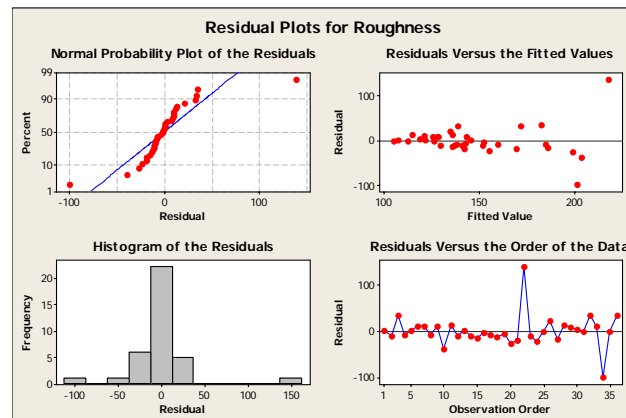 Residual Plots for Roughness
Normal Probability Plot of the Residuals
99
90
50
10
1
Percent
-100
0
100
Residual
Residuals Versus the Fitted Values
100
0
-100
Residual
100
150
200
Fitted Value
Histogram of the Residuals
20
15
10
5
0
Frequency
-100
-50
0
50
100
150
Residual
Residuals Versus the Order of the Data
100
0
-100
Residual
1
5
10
15
20
25
30
35
Observation Order